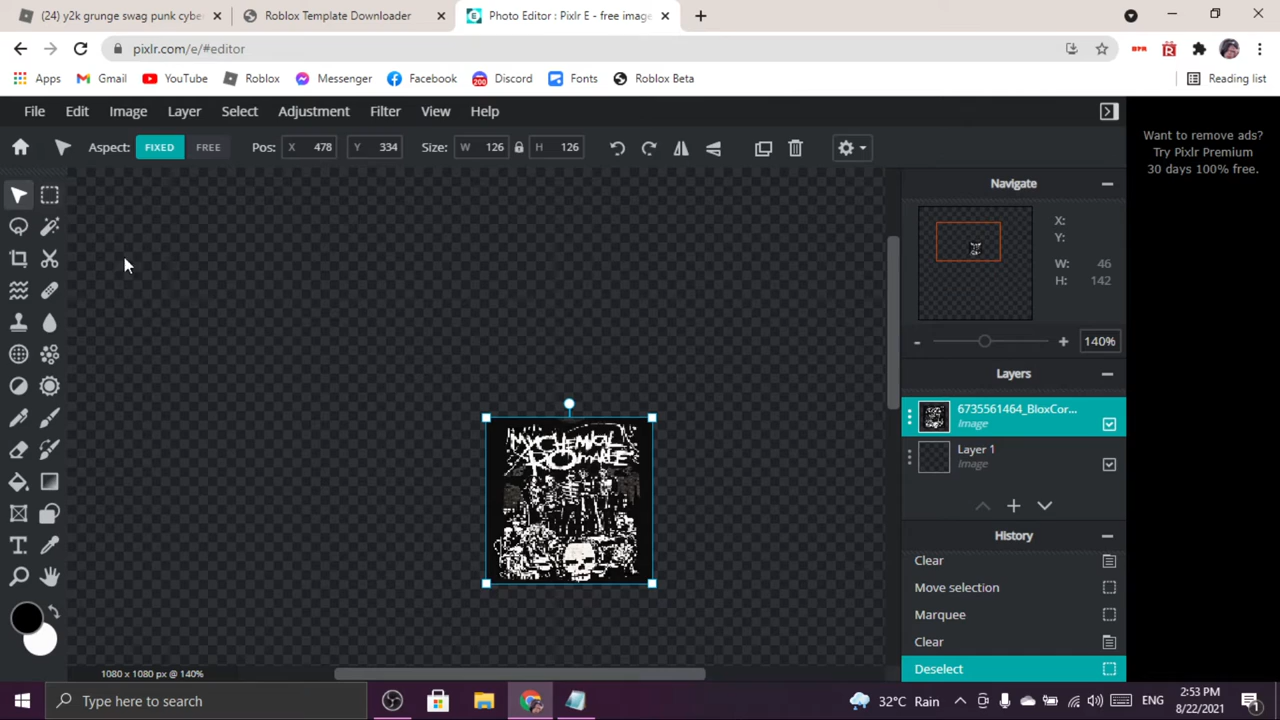 (24) y2k grunge swag punk cybe
Roblox Template Downloader
Photo Editor : Pixlr E - free image
pixlr.com/e/#editor
Apps
Gmail
YouTube
Roblox
Messenger
Facebook
200
Discord
Fonts
Roblox Beta
Reading list
File
Edit
Image
Layer
Select
Adjustment
Filter
View
Help
Aspect:
FIXED
FREE
Pos:
X 478
Y 334
Size:
W 126
H 126
Want to remove ads?
Try Pixlr Premium
30 days 100% free.
Navigate
X:
Y:
W: 46
H: 142
- + 140%
Layers
6735561464_BloxCor...
Image
Layer 1
Image
History
Clear
Move selection
Marquee
Clear
Deselect
MY CHEMICAL
ROMANCE
1080 x 1080 px @ 140%
Type here to search
32°C Rain
ENG
2:53 PM
8/22/2021
1